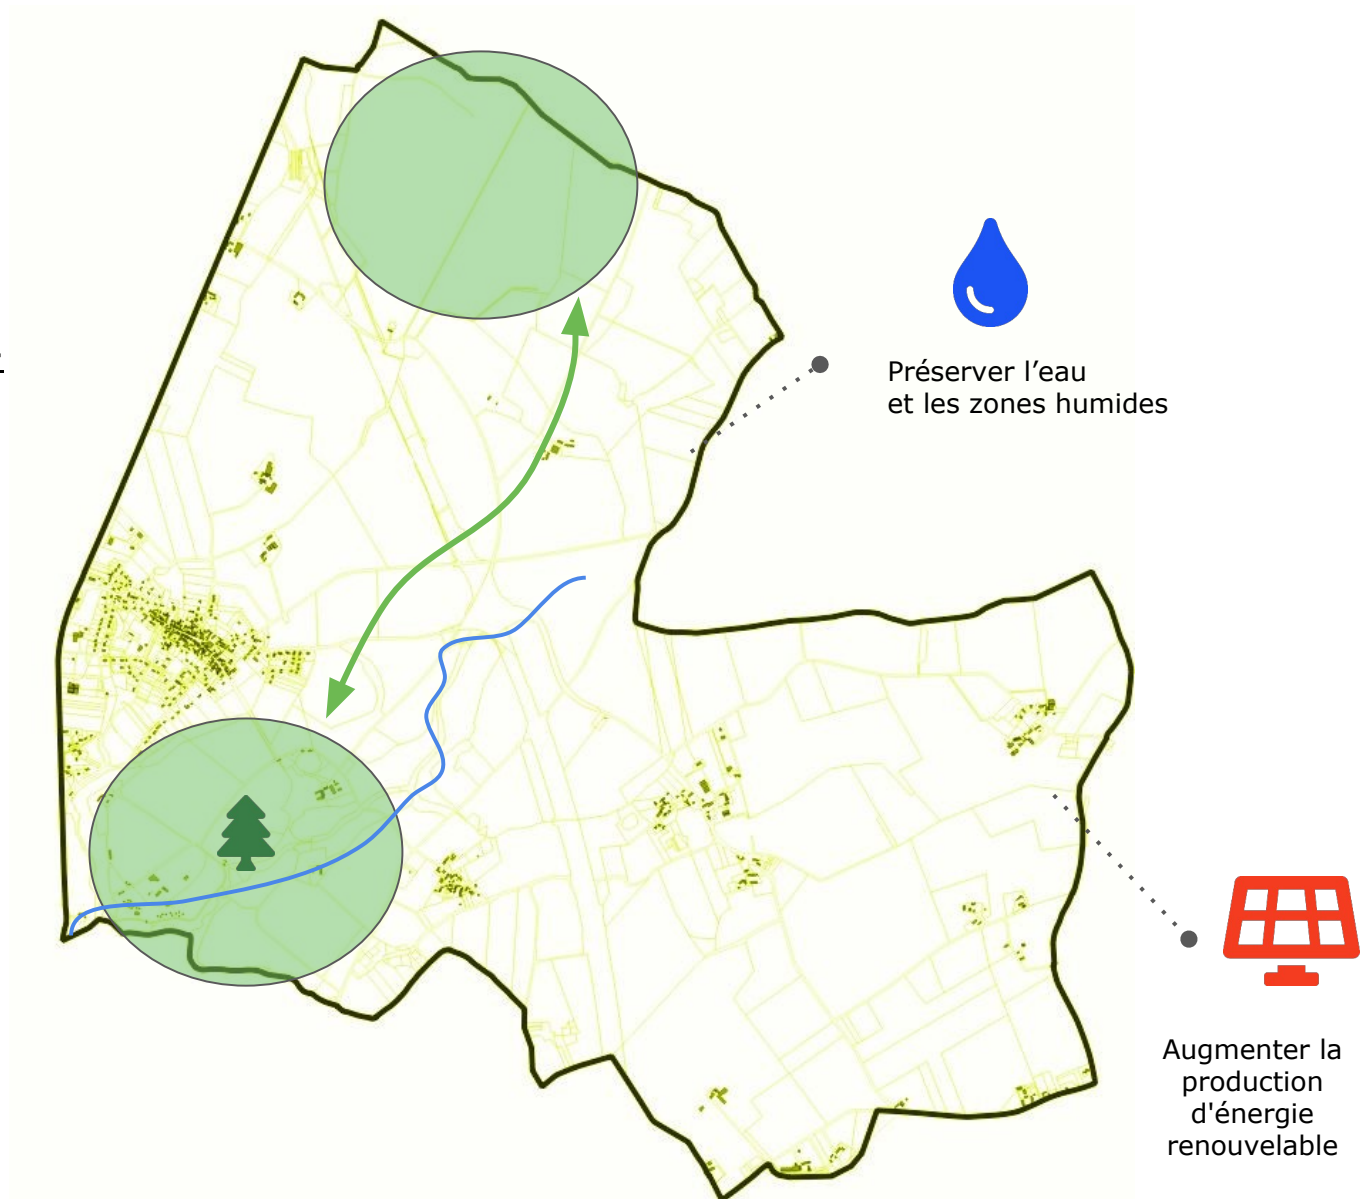 Préserver l’eau
et les zones humides
Augmenter la
production
d'énergie
renouvelable